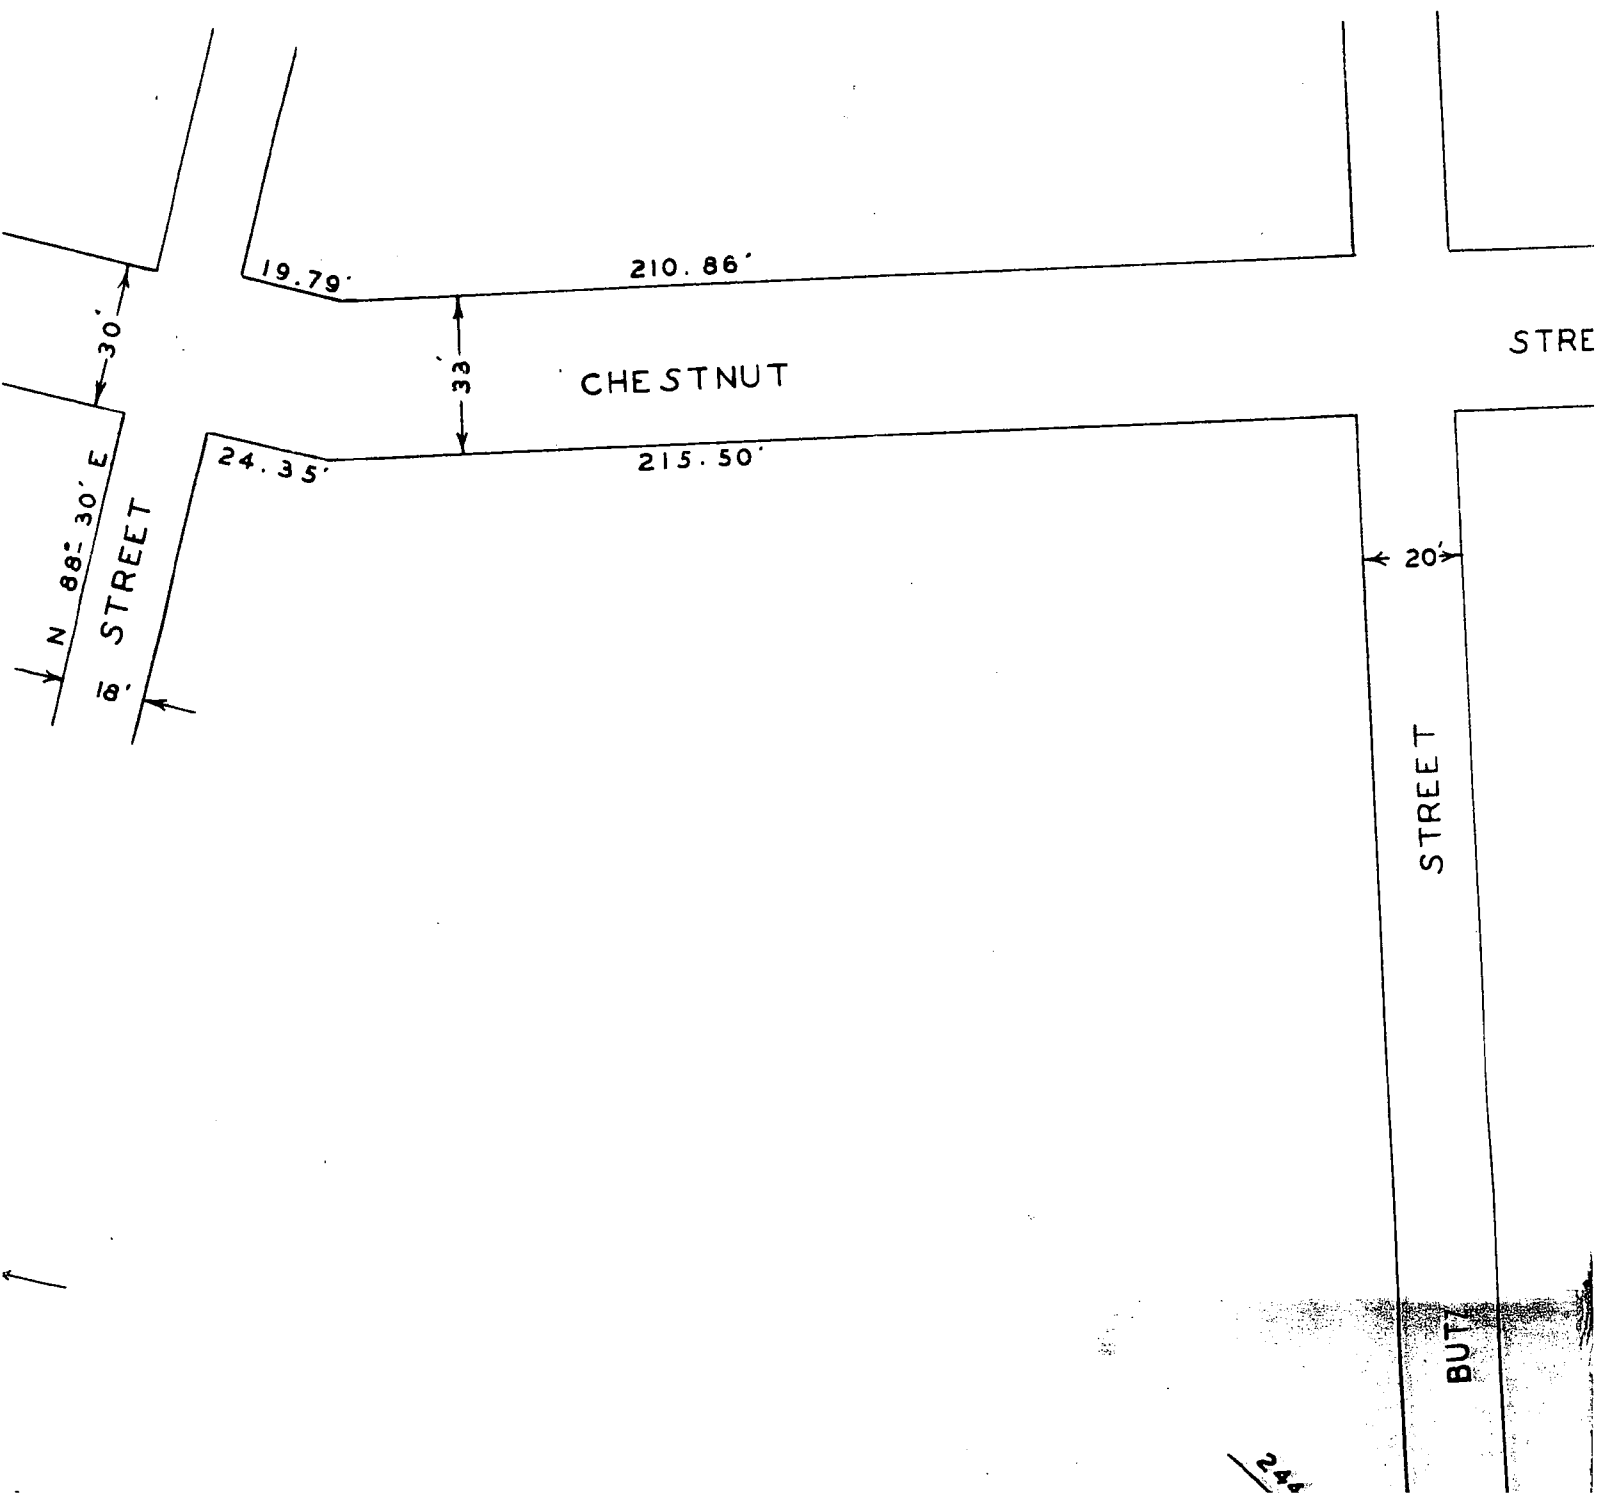 19.79'
210.86'
30'
33'
CHESTNUT
STRE
24.35'
215.50'
N 88°-30' E
STREET
18'
20'
STREET
BUTZ
244